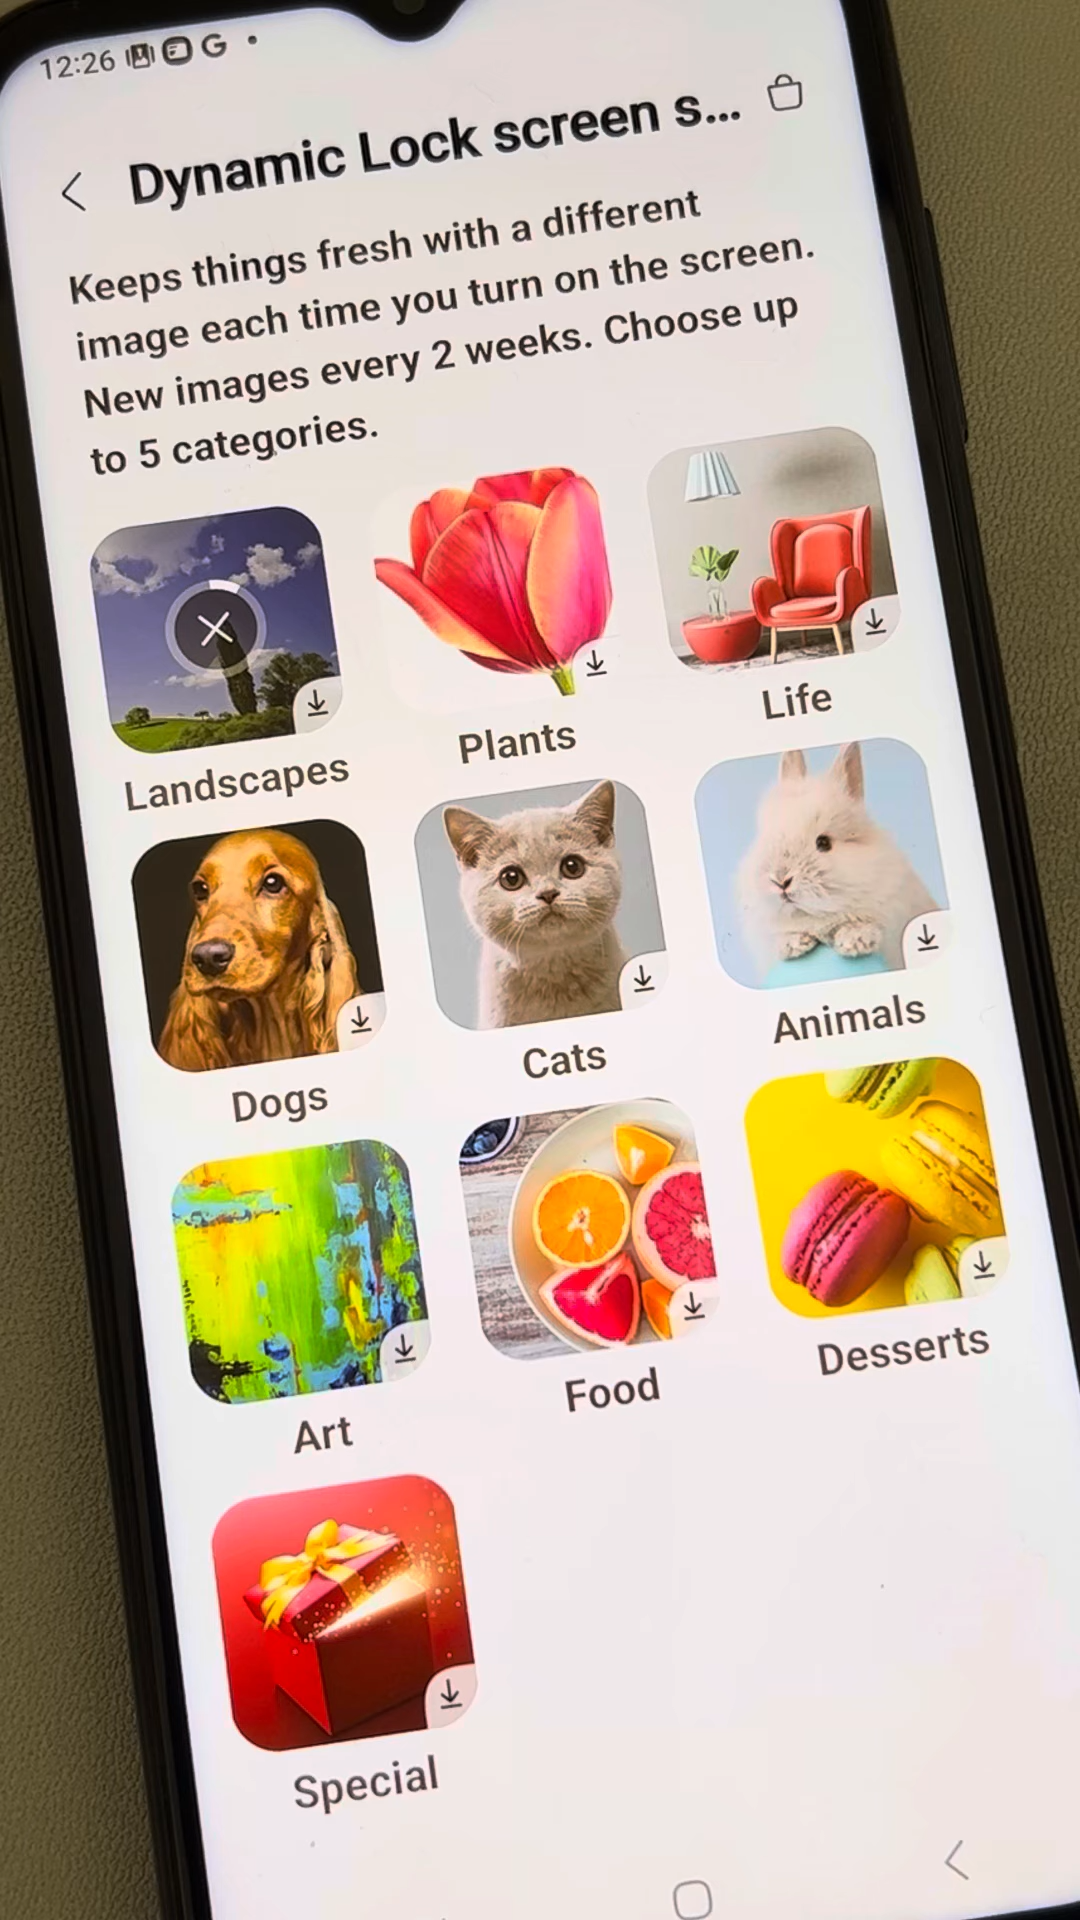 12:26 G
Dynamic Lock screen s...
Keeps things fresh with a different
image each time you turn on the screen.
New images every 2 weeks. Choose up
to 5 categories.
Landscapes
Plants
Life
Dogs
Cats
Animals
Art
Food
Desserts
Special